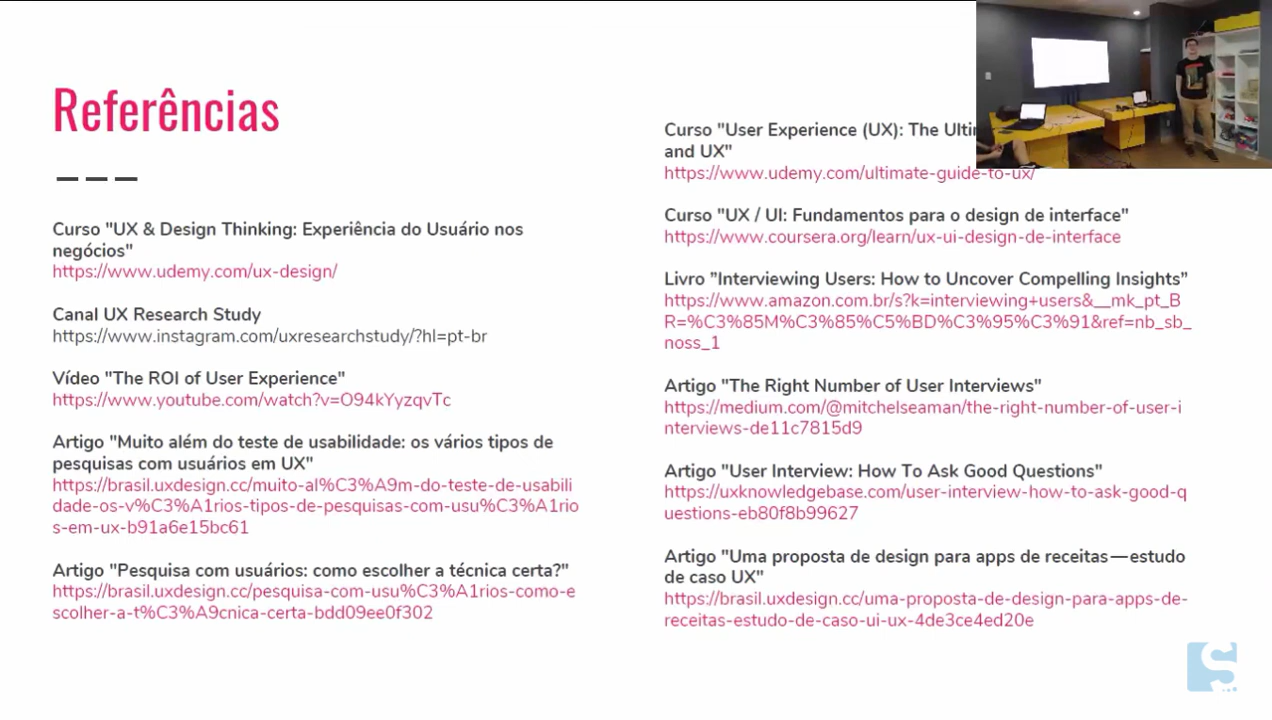 Referências
Curso "UX & Design Thinking: Experiência do Usuário nos
negócios"
https://www.udemy.com/ux-design/
Canal UX Research Study
https://www.instagram.com/uxresearchstudy/?hl=pt-br
Vídeo "The ROI of User Experience"
https://www.youtube.com/watch?v=O94kYyzqvTc
Artigo "Muito além do teste de usabilidade: os vários tipos de
pesquisas com usuários em UX"
https://brasil.uxdesign.cc/muito-al%C3%A9m-do-teste-de-usabili
dade-os-v%C3%A1rios-tipos-de-pesquisas-com-usu%C3%A1rio
s-em-ux-b91a6e15bc61
Artigo "Pesquisa com usuários: como escolher a técnica certa?"
https://brasil.uxdesign.cc/pesquisa-com-usu%C3%A1rios-como-e
scolher-a-t%C3%A9cnica-certa-bdd09ee0f302
Curso "User Experience (UX): The
and UX"
https://www.udemy.com/ultimate-guide-to-ux/
Curso "UX / UI: Fundamentos para o design de interface"
https://www.coursera.org/learn/ux-ui-design-de-interface
Livro "Interviewing Users: How to Uncover Compelling Insights"
https://www.amazon.com.br/s?k=interviewing+users&__mk_pt_B
R=%C3%85M%C3%85%C5%BD%C3%95%C3%91&ref=nb_sb_
noss_1
Artigo "The Right Number of User Interviews"
https://medium.com/@mitchelseaman/the-right-number-of-user-i
nterviews-de11c7815d9
Artigo "User Interview: How To Ask Good Questions"
https://uxknowledgebase.com/user-interview-how-to-ask-good-q
uestions-eb80f8b99627
Artigo "Uma proposta de design para apps de receitas — estudo
de caso UX"
https://brasil.uxdesign.cc/uma-proposta-de-design-para-apps-de-
receitas-estudo-de-caso-ui-ux-4de3ce4ed20e